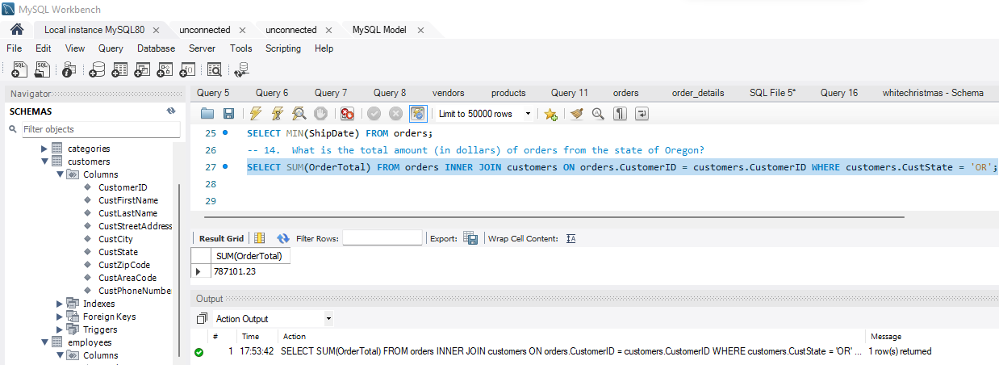 MySQL Workbench
Local instance MySQL80 unconnected unconnected MySQL Model
File Edit View Query Database Server Tools Scripting Help
Navigator
SCHEMAS
Filter objects
categories
customers
Columns
CustomerID
CustFirstName
CustLastName
CustStreetAddress
CustCity
CustState
CustZipCode
CustAreaCode
CustPhoneNumbe
Indexes
Foreign Keys
Triggers
employees
Columns
Query 5 Query 6 Query 7 Query 8 vendors products Query 11 orders order_details SQL File 5* Query 16 whitechristmas - Schema
Limit to 50000 rows
25 SELECT MIN(ShipDate) FROM orders;
26 -- 14. What is the total amount (in dollars) of orders from the state of Oregon?
27 SELECT SUM(OrderTotal) FROM orders INNER JOIN customers ON orders.CustomerID = customers.CustomerID WHERE customers.CustState = 'OR';
28
29
Result Grid Filter Rows: Export: Wrap Cell Content: IA
SUM(OrderTotal)
787101.23
Output
Action Output
# Time Action Message
1 17:53:42 SELECT SUM(OrderTotal) FROM orders INNER JOIN customers ON orders.CustomerID = customers.CustomerID WHERE customers.CustState = 'OR' ... 1 row(s) returned